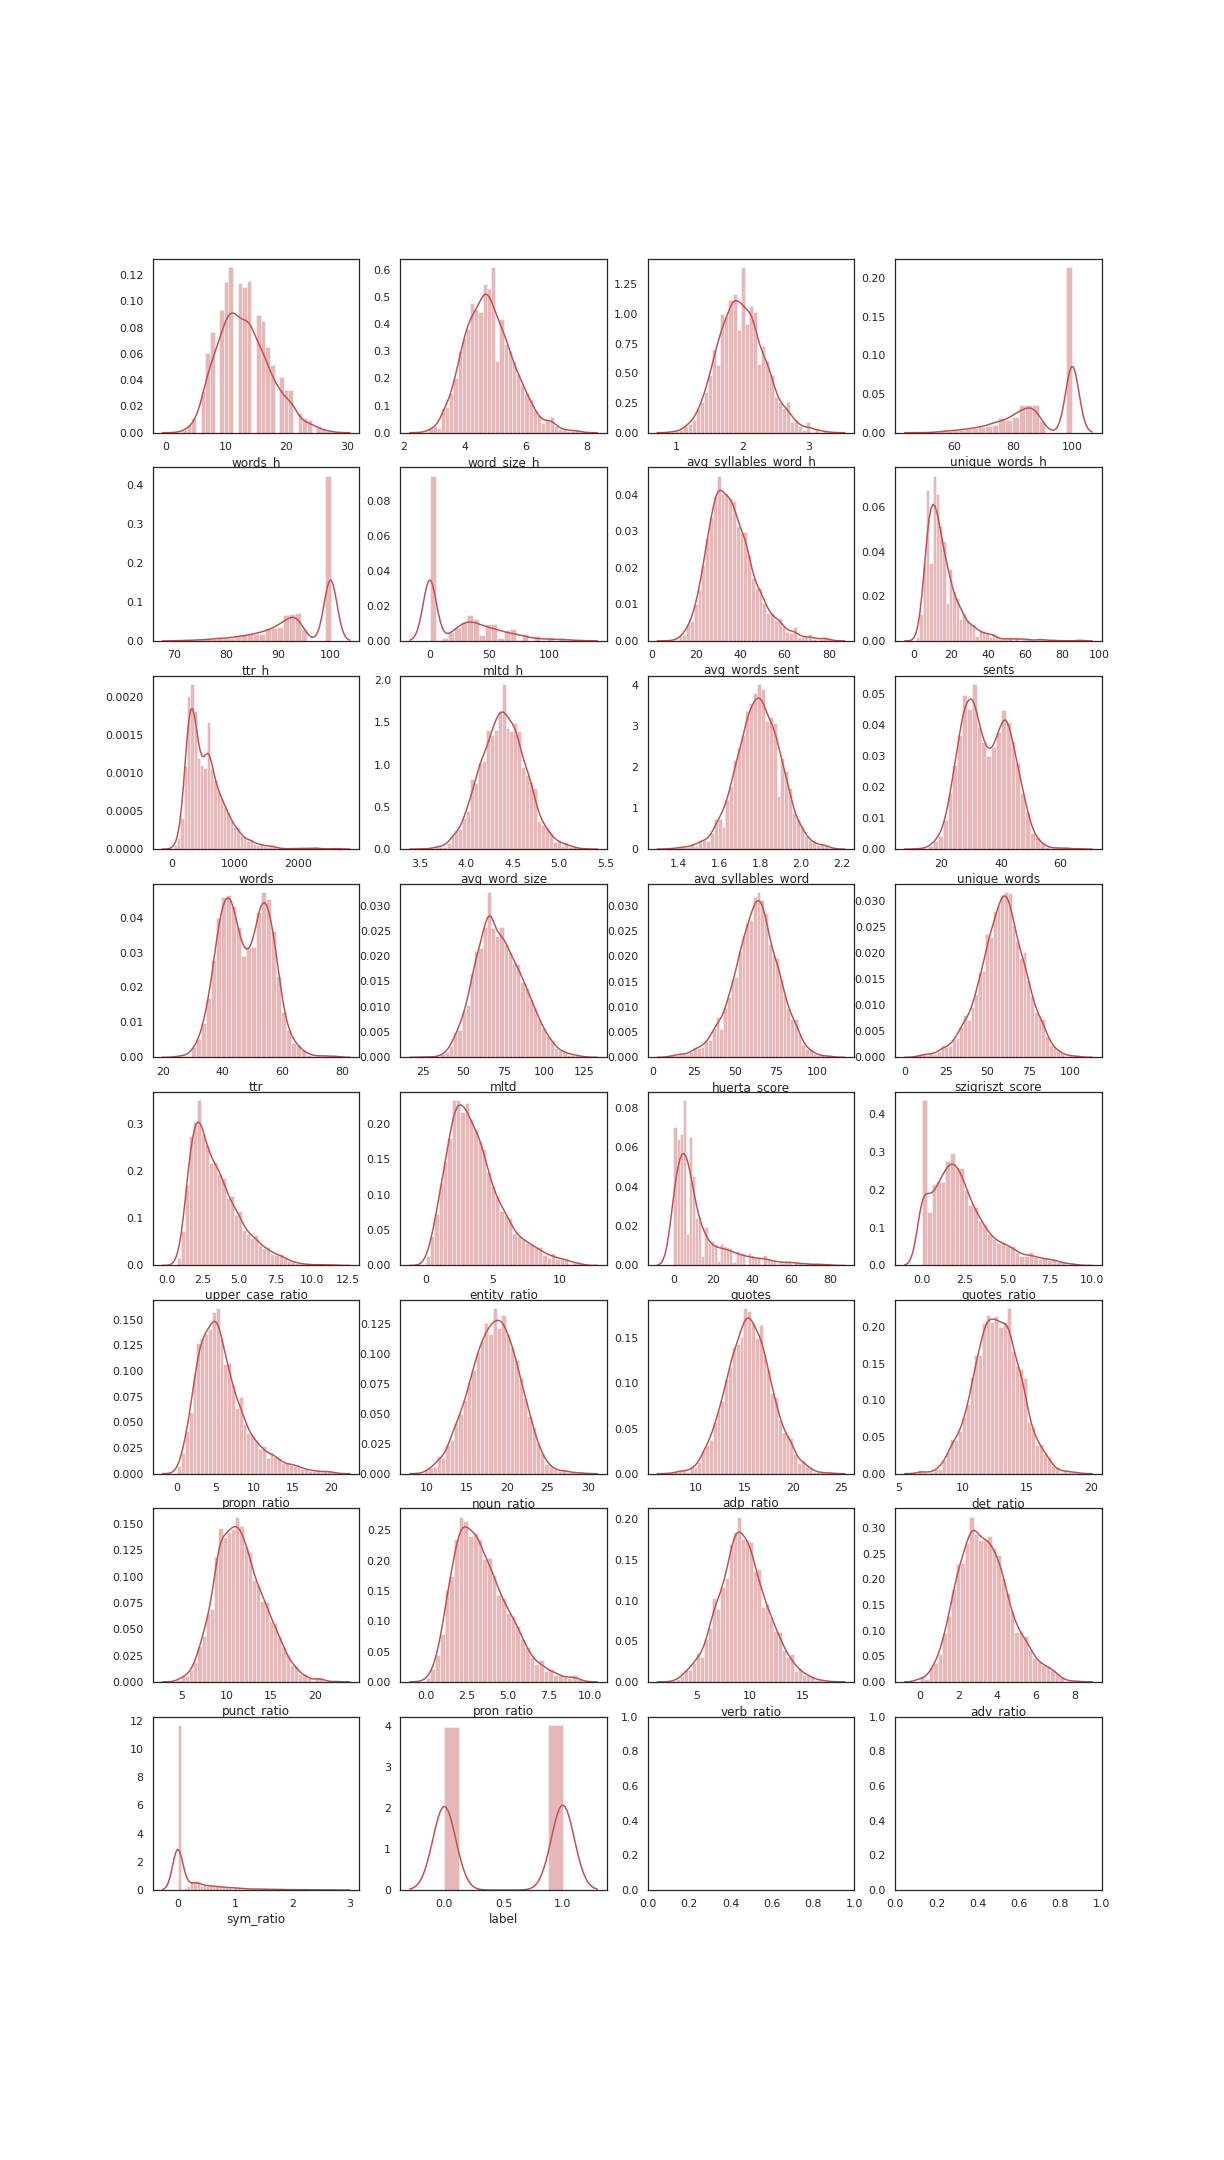 0.12 0.10 0.08 0.06 0.04 0.02 0.00
0 10 20 30
words_h
0.6 0.5 0.4 0.3 0.2 0.1 0.0
2 4 6 8
word_size_h
1.25 1.00 0.75 0.50 0.25 0.00
1 2 3
avg_syllables_word_h
0.20 0.15 0.10 0.05 0.00
60 80 100
unique_words_h
0.4 0.3 0.2 0.1 0.0
70 80 90 100
ttr_h
0.08 0.06 0.04 0.02 0.00
0 50 100
mltd_h
0.04 0.03 0.02 0.01 0.00
0 20 40 60 80
avg_words_sent
0.06 0.04 0.02 0.00
0 20 40 60 80 100
sents
0.0020 0.0015 0.0010 0.0005 0.0000
0 1000 2000
words
2.0 1.5 1.0 0.5 0.0
3.5 4.0 4.5 5.0 5.5
avg_word_size
4 3 2 1 0
1.4 1.6 1.8 2.0 2.2
avg_syllables_word
0.05 0.04 0.03 0.02 0.01 0.00
20 40 60
unique_words
0.04 0.03 0.02 0.01 0.00
20 40 60 80
ttr
0.030 0.025 0.020 0.015 0.010 0.005 0.000
25 50 75 100 125
mltd
0.030 0.025 0.020 0.015 0.010 0.005 0.000
0 25 50 75 100
huerta_score
0.030 0.025 0.020 0.015 0.010 0.005 0.000
0 25 50 75 100
szigriszt_score
0.3 0.2 0.1 0.0
0.0 2.5 5.0 7.5 10.0 12.5
upper_case_ratio
0.20 0.15 0.10 0.05 0.00
0 5 10
entity_ratio
0.08 0.06 0.04 0.02 0.00
0 20 40 60 80
quotes
0.4 0.3 0.2 0.1 0.0
0.0 2.5 5.0 7.5 10.0
quotes_ratio
0.150 0.125 0.100 0.075 0.050 0.025 0.000
0 5 10 15 20
propn_ratio
0.125 0.100 0.075 0.050 0.025 0.000
10 15 20 25 30
noun_ratio
0.15 0.10 0.05 0.00
10 15 20 25
adp_ratio
0.20 0.15 0.10 0.05 0.00
5 10 15 20
det_ratio
0.150 0.125 0.100 0.075 0.050 0.025 0.000
5 10 15 20
punct_ratio
0.25 0.20 0.15 0.10 0.05 0.00
0.0 2.5 5.0 7.5 10.0
pron_ratio
0.20 0.15 0.10 0.05 0.00
5 10 15
verb_ratio
0.30 0.25 0.20 0.15 0.10 0.05 0.00
0 2 4 6 8
adv_ratio
12 10 8 6 4 2 0
0 1 2 3
sym_ratio
4 3 2 1 0
0.0 0.5 1.0
label
1.0 0.8 0.6 0.4 0.2 0.0
0.0 0.2 0.4 0.6 0.8 1.0
1.0 0.8 0.6 0.4 0.2 0.0
0.0 0.2 0.4 0.6 0.8 1.0